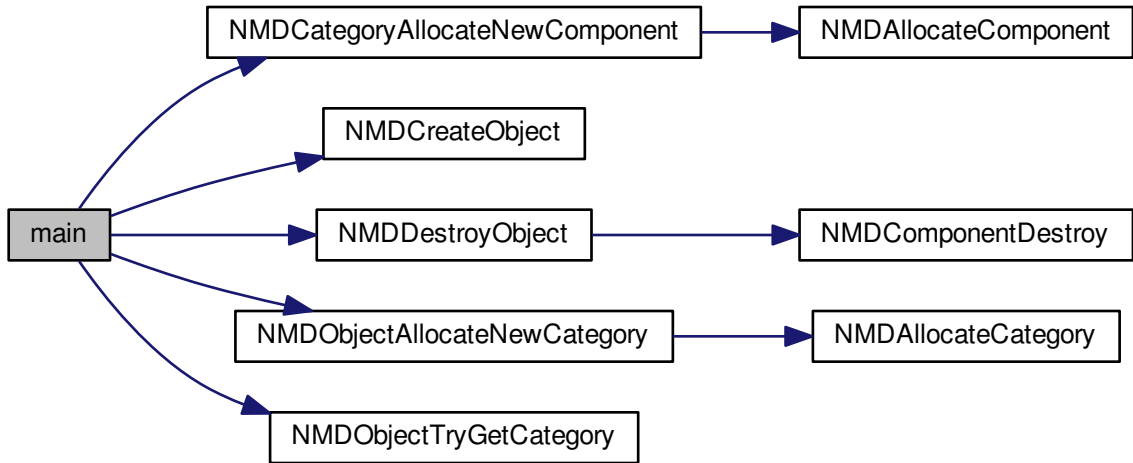 NMDCategoryAllocateNewComponent
NMDAllocateComponent
NMDCreateObject
main
NMDDestroyObject
NMDComponentDestroy
NMDObjectAllocateNewCategory
NMDAllocateCategory
NMDObjectTryGetCategory